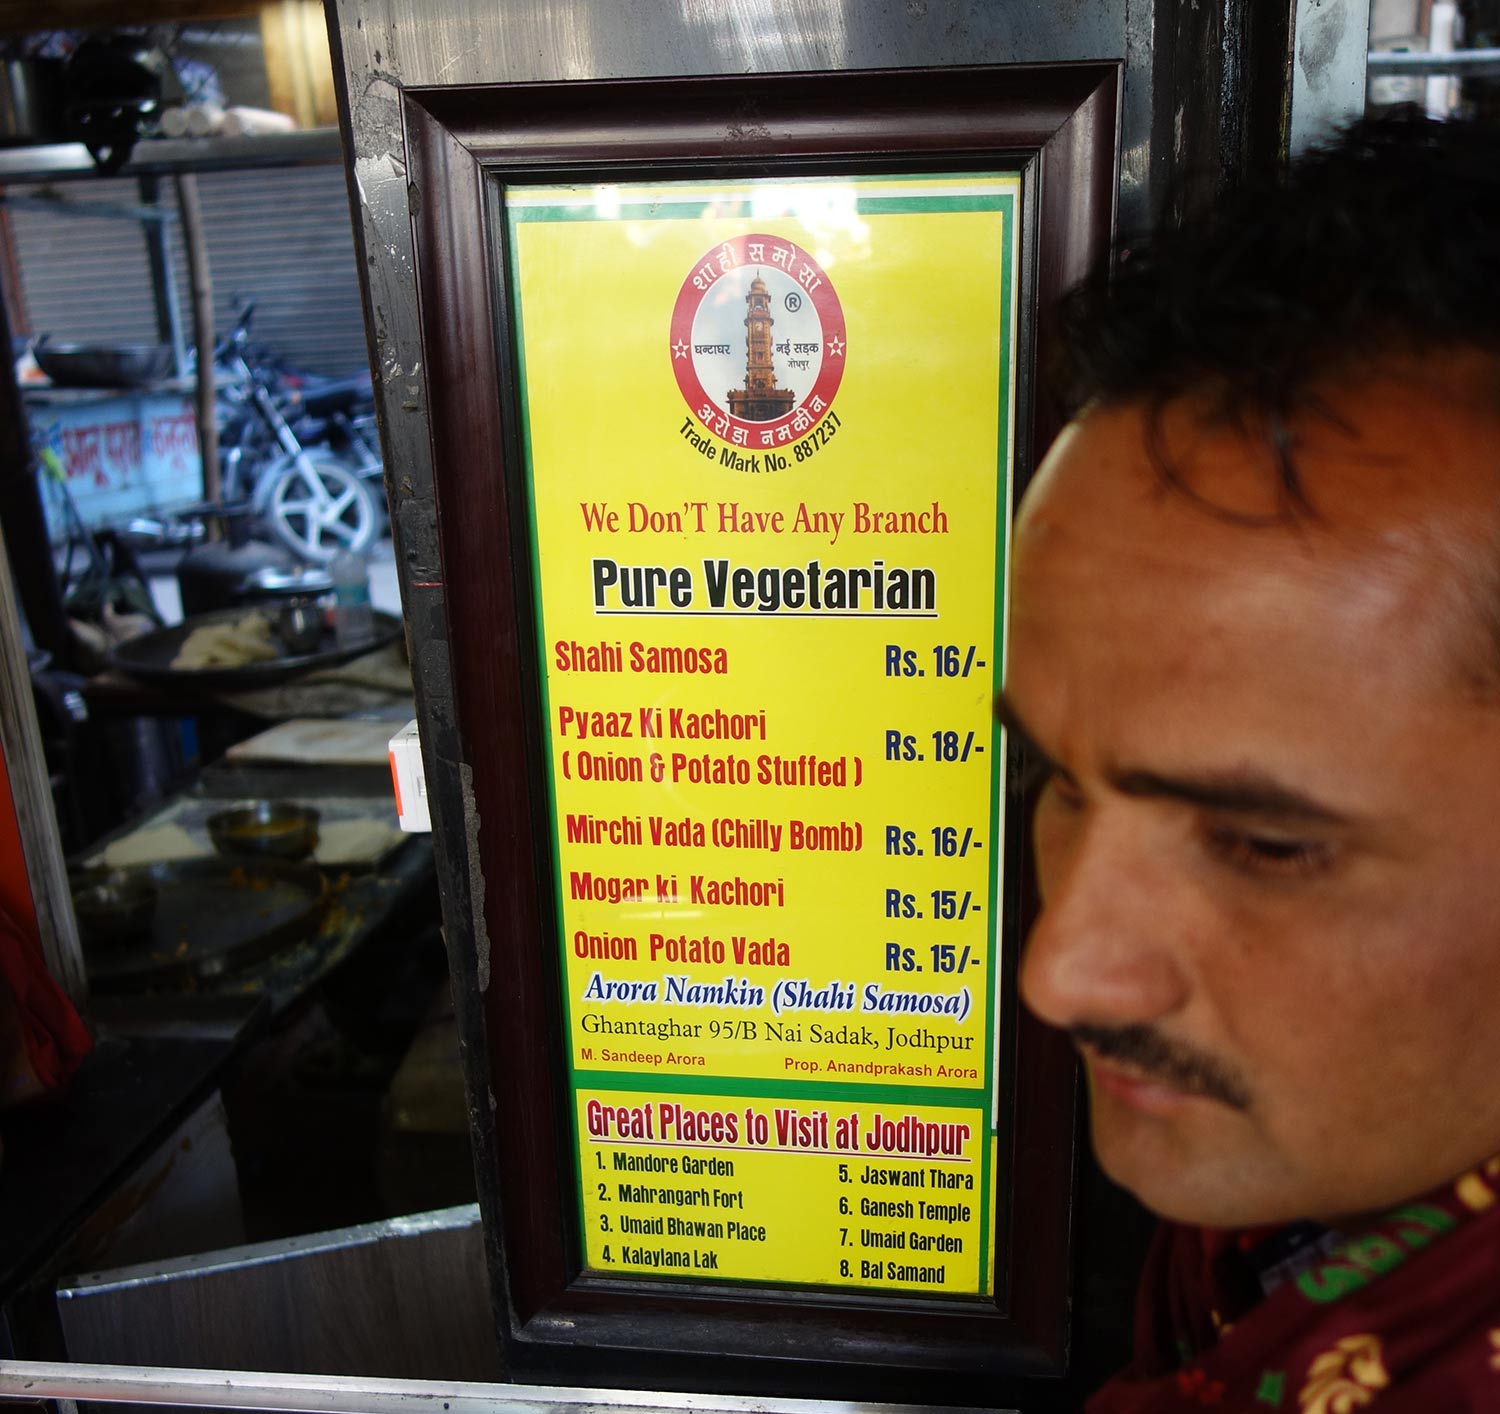 शाही समोसा
®
घन्टाघर नई सड़क
जोधपुर
अरोड़ा नमकीन
Trade Mark No. 887237
We Don'T Have Any Branch
Pure Vegetarian
Shahi Samosa Rs. 16/-
Pyaaz Ki Kachori
( Onion & Potato Stuffed ) Rs. 18/-
Mirchi Vada (Chilly Bomb) Rs. 16/-
Mogar ki Kachori Rs. 15/-
Onion Potato Vada Rs. 15/-
Arora Namkin (Shahi Samosa)
Ghantaghar 95/B Nai Sadak, Jodhpur
M. Sandeep Arora Prop. Anandprakash Arora
Great Places to Visit at Jodhpur
1. Mandore Garden
2. Mahrangarh Fort
3. Umaid Bhawan Place
4. Kalaylana Lak
5. Jaswant Thara
6. Ganesh Temple
7. Umaid Garden
8. Bal Samand
आलू